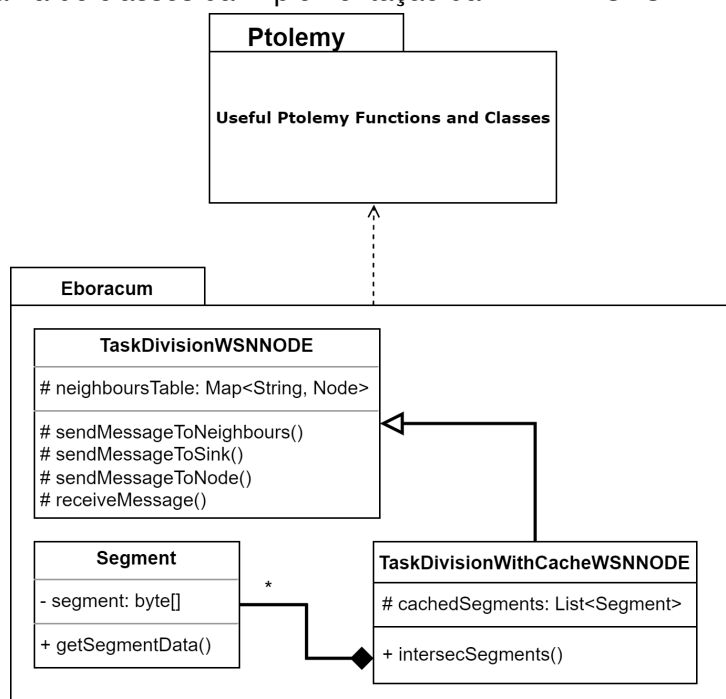 Ptolemy
Useful Ptolemy Functions and Classes
Eboracum
TaskDivisionWSNNODE
# neighboursTable: Map<String, Node>
# sendMessageToNeighbours()
# sendMessageToSink()
# sendMessageToNode()
# receiveMessage()
Segment
- segment: byte[]
+ getSegmentData()
*
TaskDivisionWithCacheWSNNODE
# cachedSegments: List<Segment>
+ intersecSegments()